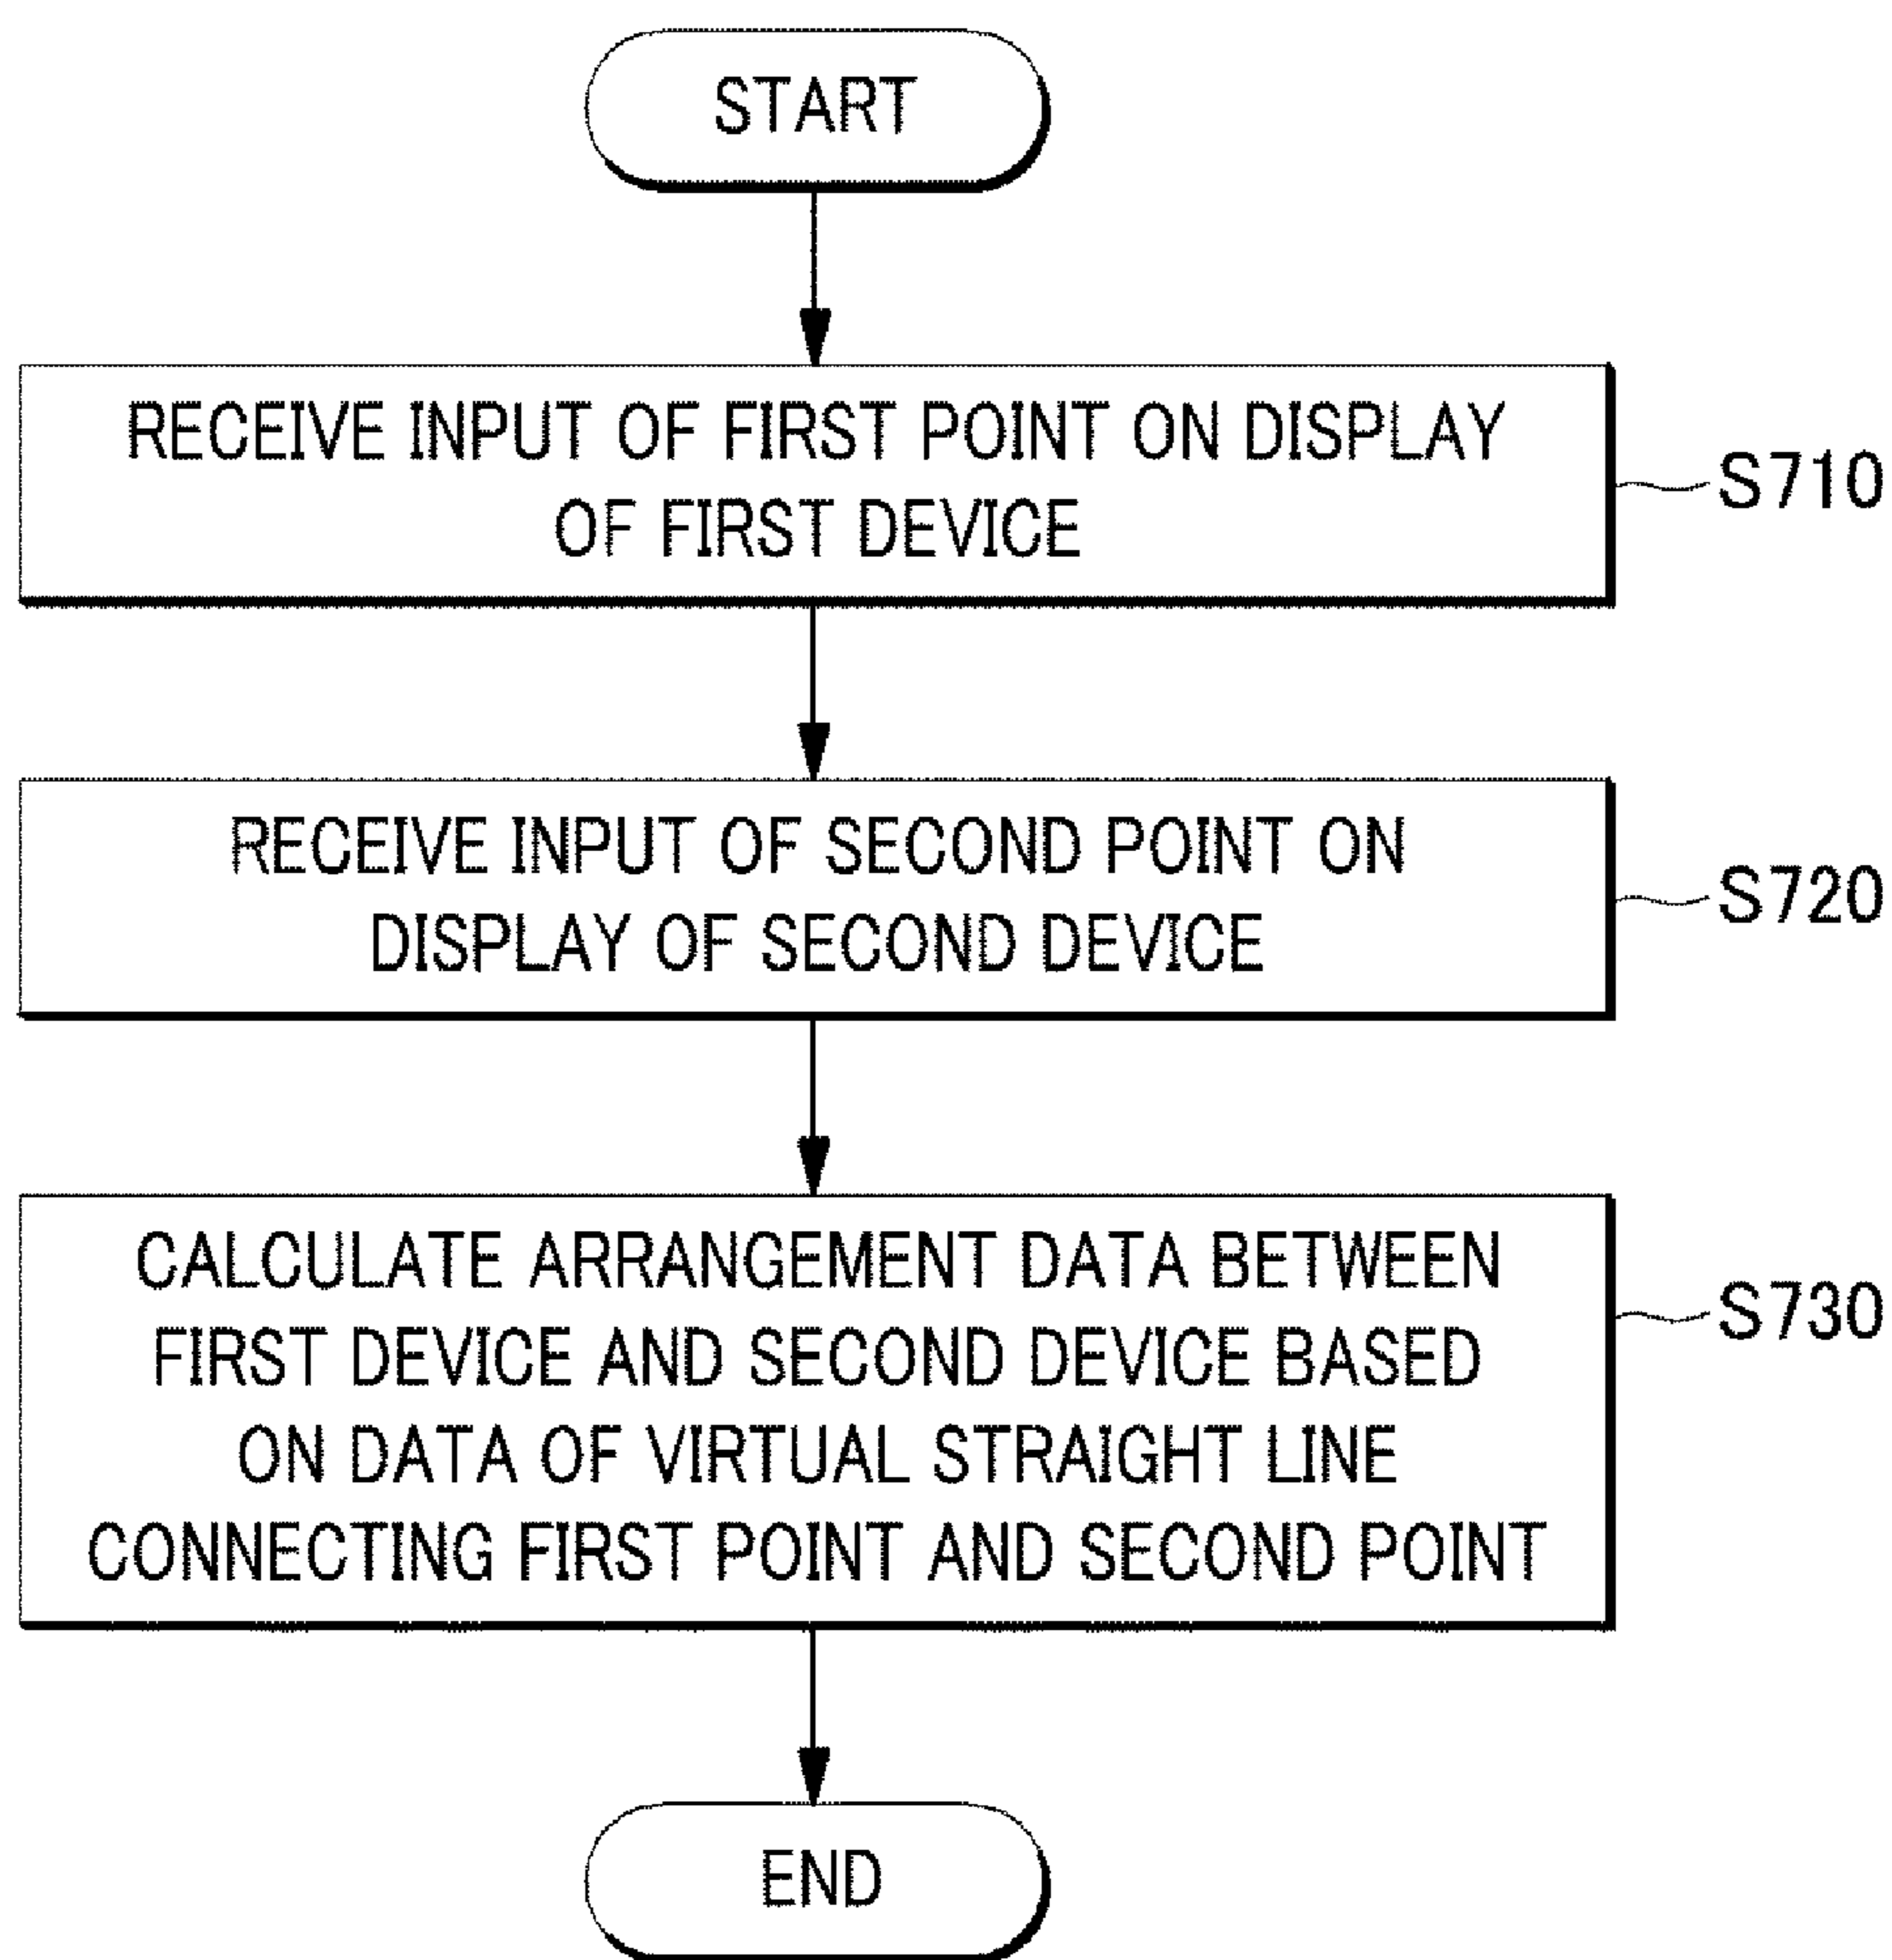 START
RECEIVE INPUT OF FIRST POINT ON DISPLAY
OF FIRST DEVICE
S710
RECEIVE INPUT OF SECOND POINT ON
DISPLAY OF SECOND DEVICE
S720
CALCULATE ARRANGEMENT DATA BETWEEN
FIRST DEVICE AND SECOND DEVICE BASED
ON DATA OF VIRTUAL STRAIGHT LINE
CONNECTING FIRST POINT AND SECOND POINT
S730
END